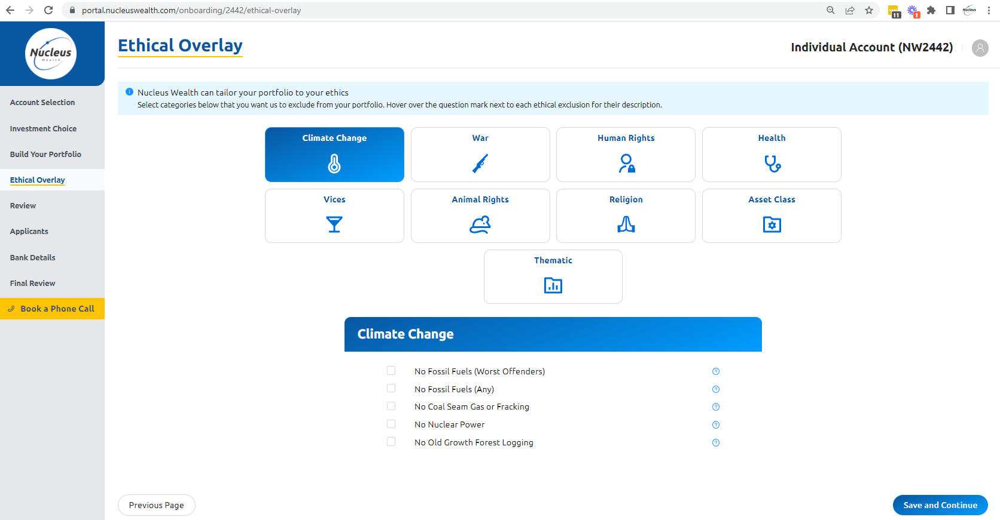 portal.nucleuswealth.com/onboarding/2442/ethical-overlay
11
1
Nucleus
Nucleus
Wealth
Ethical Overlay
Individual Account (NW2442)
Account Selection
Investment Choice
Build Your Portfolio
Ethical Overlay
Review
Applicants
Bank Details
Final Review
Book a Phone Call
Nucleus Wealth can tailor your portfolio to your ethics
Select categories below that you want us to exclude from your portfolio. Hover over the question mark next to each ethical exclusion for their description.
Climate Change
War
Human Rights
Health
Vices
Animal Rights
Religion
Asset Class
Thematic
Climate Change
No Fossil Fuels (Worst Offenders)
No Fossil Fuels (Any)
No Coal Seam Gas or Fracking
No Nuclear Power
No Old Growth Forest Logging
Previous Page
Save and Continue